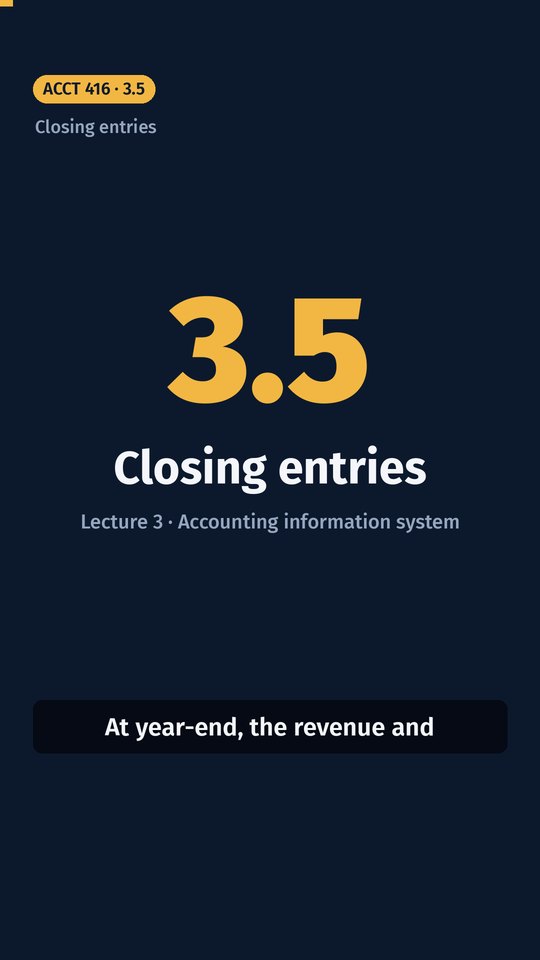 ACCT 416 · 3.5
Closing entries
3.5
Closing entries
Lecture 3 · Accounting information system
At year-end, the revenue and